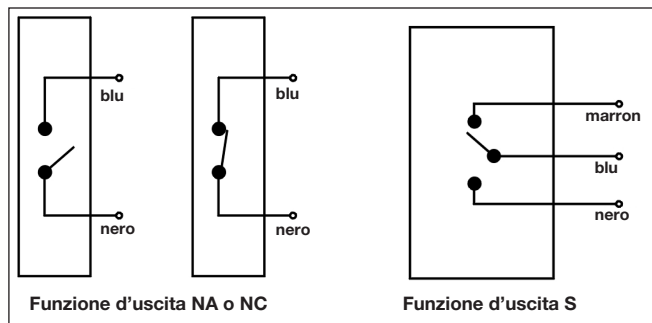 blu
nero
blu
nero
marron
blu
nero
Funzione d'uscita NA o NC
Funzione d'uscita S